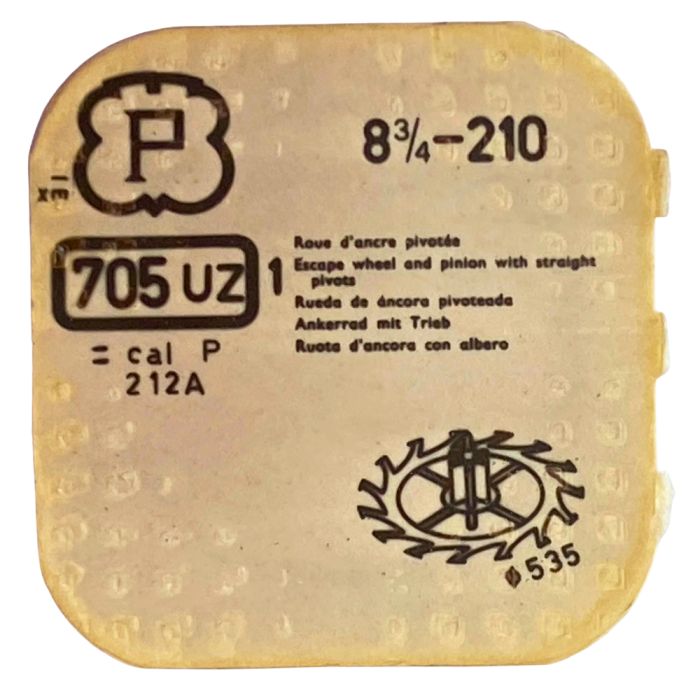 P
8¾-210
705 UZ 1
Roue d'ancre pivotée
Escape wheel and pinion with straight
pivots
Rueda de áncora pivoteada
Ankerrad mit Trieb
Ruota d'ancora con albero
= cal P
212A
535